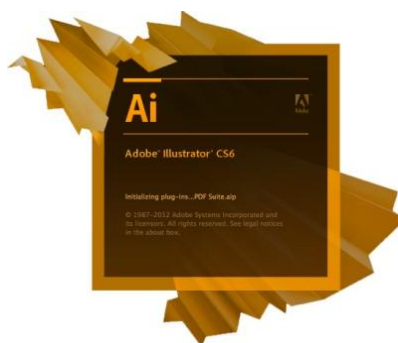 Ai
Adobe
Adobe® Illustrator® CS6
Initializing plug-ins...PDF Suite.aip
© 1987-2012 Adobe Systems Incorporated and
its licensors. All rights reserved. See legal notices
in the about box.